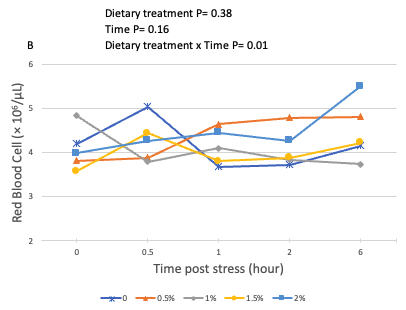 Dietary treatment P= 0.38
Time P= 0.16
B Dietary treatment x Time P= 0.01
Red Blood Cell (× 10⁶/μL)
6
5
4
3
2
0 0.5 1 2 6
Time post stress (hour)
0 0.5% 1% 1.5% 2%